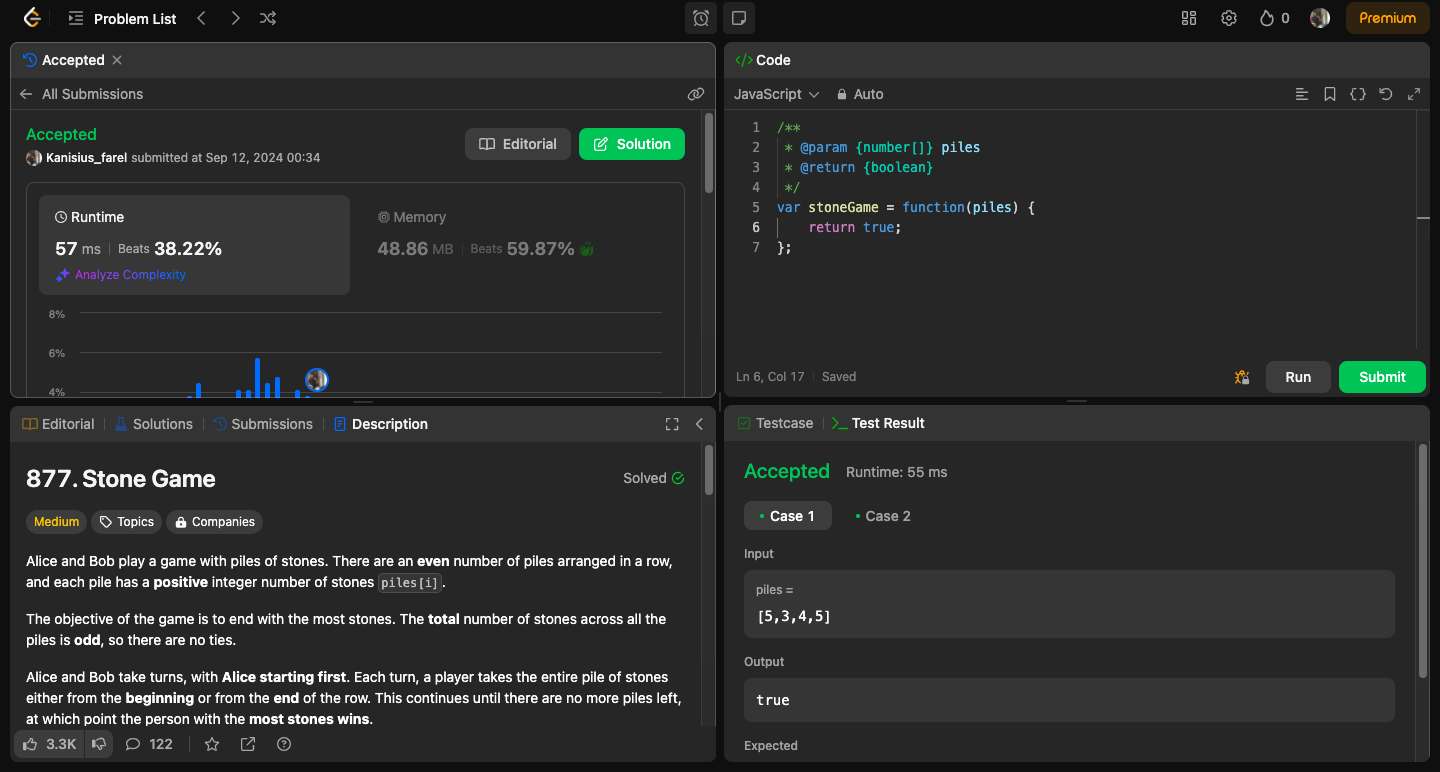 Problem List
0
Premium
Accepted
All Submissions
Accepted
Kanisius_farel submitted at Sep 12, 2024 00:34
Editorial
Solution
Runtime
57 ms Beats 38.22%
Analyze Complexity
Memory
48.86 MB Beats 59.87%
8%
6%
4%
Editorial
Solutions
Submissions
Description
877. Stone Game
Solved
Medium
Topics
Companies
Alice and Bob play a game with piles of stones. There are an even number of piles arranged in a row,
and each pile has a positive integer number of stones piles[i].
The objective of the game is to end with the most stones. The total number of stones across all the
piles is odd, so there are no ties.
Alice and Bob take turns, with Alice starting first. Each turn, a player takes the entire pile of stones
either from the beginning or from the end of the row. This continues until there are no more piles left,
at which point the person with the most stones wins.
3.3K
122
</> Code
JavaScript
Auto
1 /**
2  * @param {number[]} piles
3  * @return {boolean}
4  */
5 var stoneGame = function(piles) {
6     return true;
7 };
Ln 6, Col 17
Saved
Run
Submit
Testcase
Test Result
Accepted
Runtime: 55 ms
• Case 1
• Case 2
Input
piles =
[5,3,4,5]
Output
true
Expected